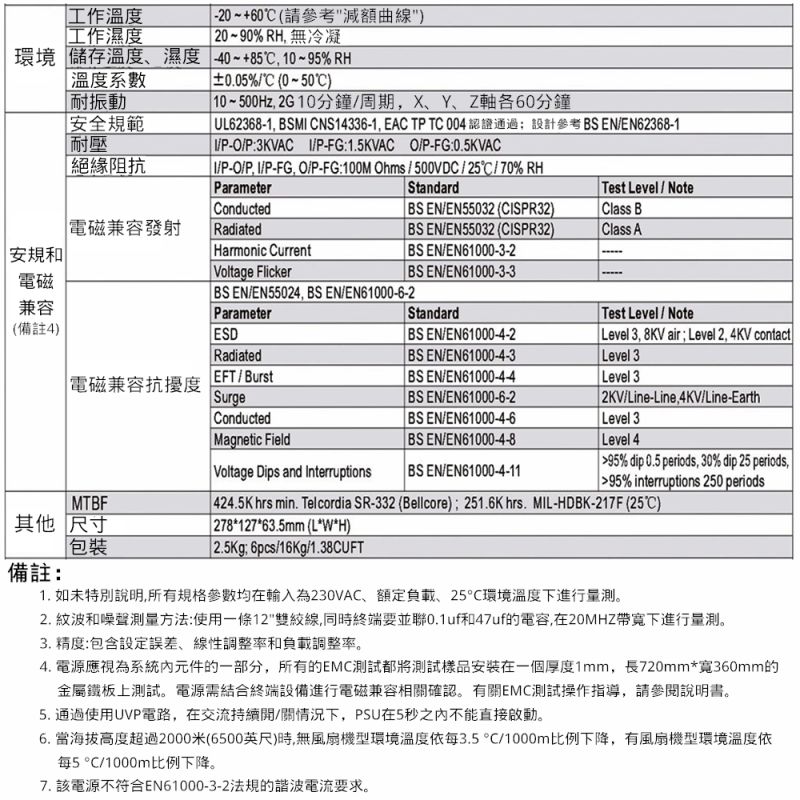 環境
工作溫度 -20 ~ +60℃ (請參考"減額曲線")
工作濕度 20 ~ 90% RH, 無冷凝
儲存溫度、濕度 -40 ~ +85℃, 10 ~ 95% RH
溫度系數 ±0.05%/℃ (0 ~ 50℃)
耐振動 10 ~ 500Hz, 2G 10分鐘/周期，X、Y、Z軸各60分鐘
安規和
電磁
兼容
(備註4)
安全規範 UL62368-1, BSMI CNS14336-1, EAC TP TC 004 認證通過；設計參考 BS EN/EN62368-1
耐壓 I/P-O/P:3KVAC I/P-FG:1.5KVAC O/P-FG:0.5KVAC
絕緣阻抗 I/P-O/P, I/P-FG, O/P-FG:100M Ohms / 500VDC / 25℃ / 70% RH
電磁兼容發射
Parameter Standard Test Level / Note
Conducted BS EN/EN55032 (CISPR32) Class B
Radiated BS EN/EN55032 (CISPR32) Class A
Harmonic Current BS EN/EN61000-3-2 -----
Voltage Flicker BS EN/EN61000-3-3 -----
電磁兼容抗擾度
BS EN/EN55024, BS EN/EN61000-6-2
Parameter Standard Test Level / Note
ESD BS EN/EN61000-4-2 Level 3, 8KV air ; Level 2, 4KV contact
Radiated BS EN/EN61000-4-3 Level 3
EFT / Burst BS EN/EN61000-4-4 Level 3
Surge BS EN/EN61000-6-2 2KV/Line-Line,4KV/Line-Earth
Conducted BS EN/EN61000-4-6 Level 3
Magnetic Field BS EN/EN61000-4-8 Level 4
Voltage Dips and Interruptions BS EN/EN61000-4-11 >95% dip 0.5 periods, 30% dip 25 periods,
>95% interruptions 250 periods
其他
MTBF 424.5K hrs min. Telcordia SR-332 (Bellcore) ; 251.6K hrs. MIL-HDBK-217F (25℃)
尺寸 278*127*63.5mm (L*W*H)
包裝 2.5Kg; 6pcs/16Kg/1.38CUFT
備註：
1. 如未特別說明,所有規格參數均在輸入為230VAC、額定負載、25°C環境溫度下進行量測。
2. 紋波和噪聲測量方法:使用一條12"雙絞線,同時終端要並聯0.1uf和47uf的電容,在20MHZ帶寬下進行量測。
3. 精度:包含設定誤差、線性調整率和負載調整率。
4. 電源應視為系統內元件的一部分，所有的EMC測試都將測試樣品安裝在一個厚度1mm，長720mm*寬360mm的
金屬鐵板上測試。電源需結合終端設備進行電磁兼容相關確認。有關EMC測試操作指導，請參閱說明書。
5. 通過使用UVP電路，在交流持續開/關情況下，PSU在5秒之內不能直接啟動。
6. 當海拔高度超過2000米(6500英尺)時,無風扇機型環境溫度依每3.5 °C/1000m比例下降，有風扇機型環境溫度依
每5 °C/1000m比例下降。
7. 該電源不符合EN61000-3-2法規的諧波電流要求。